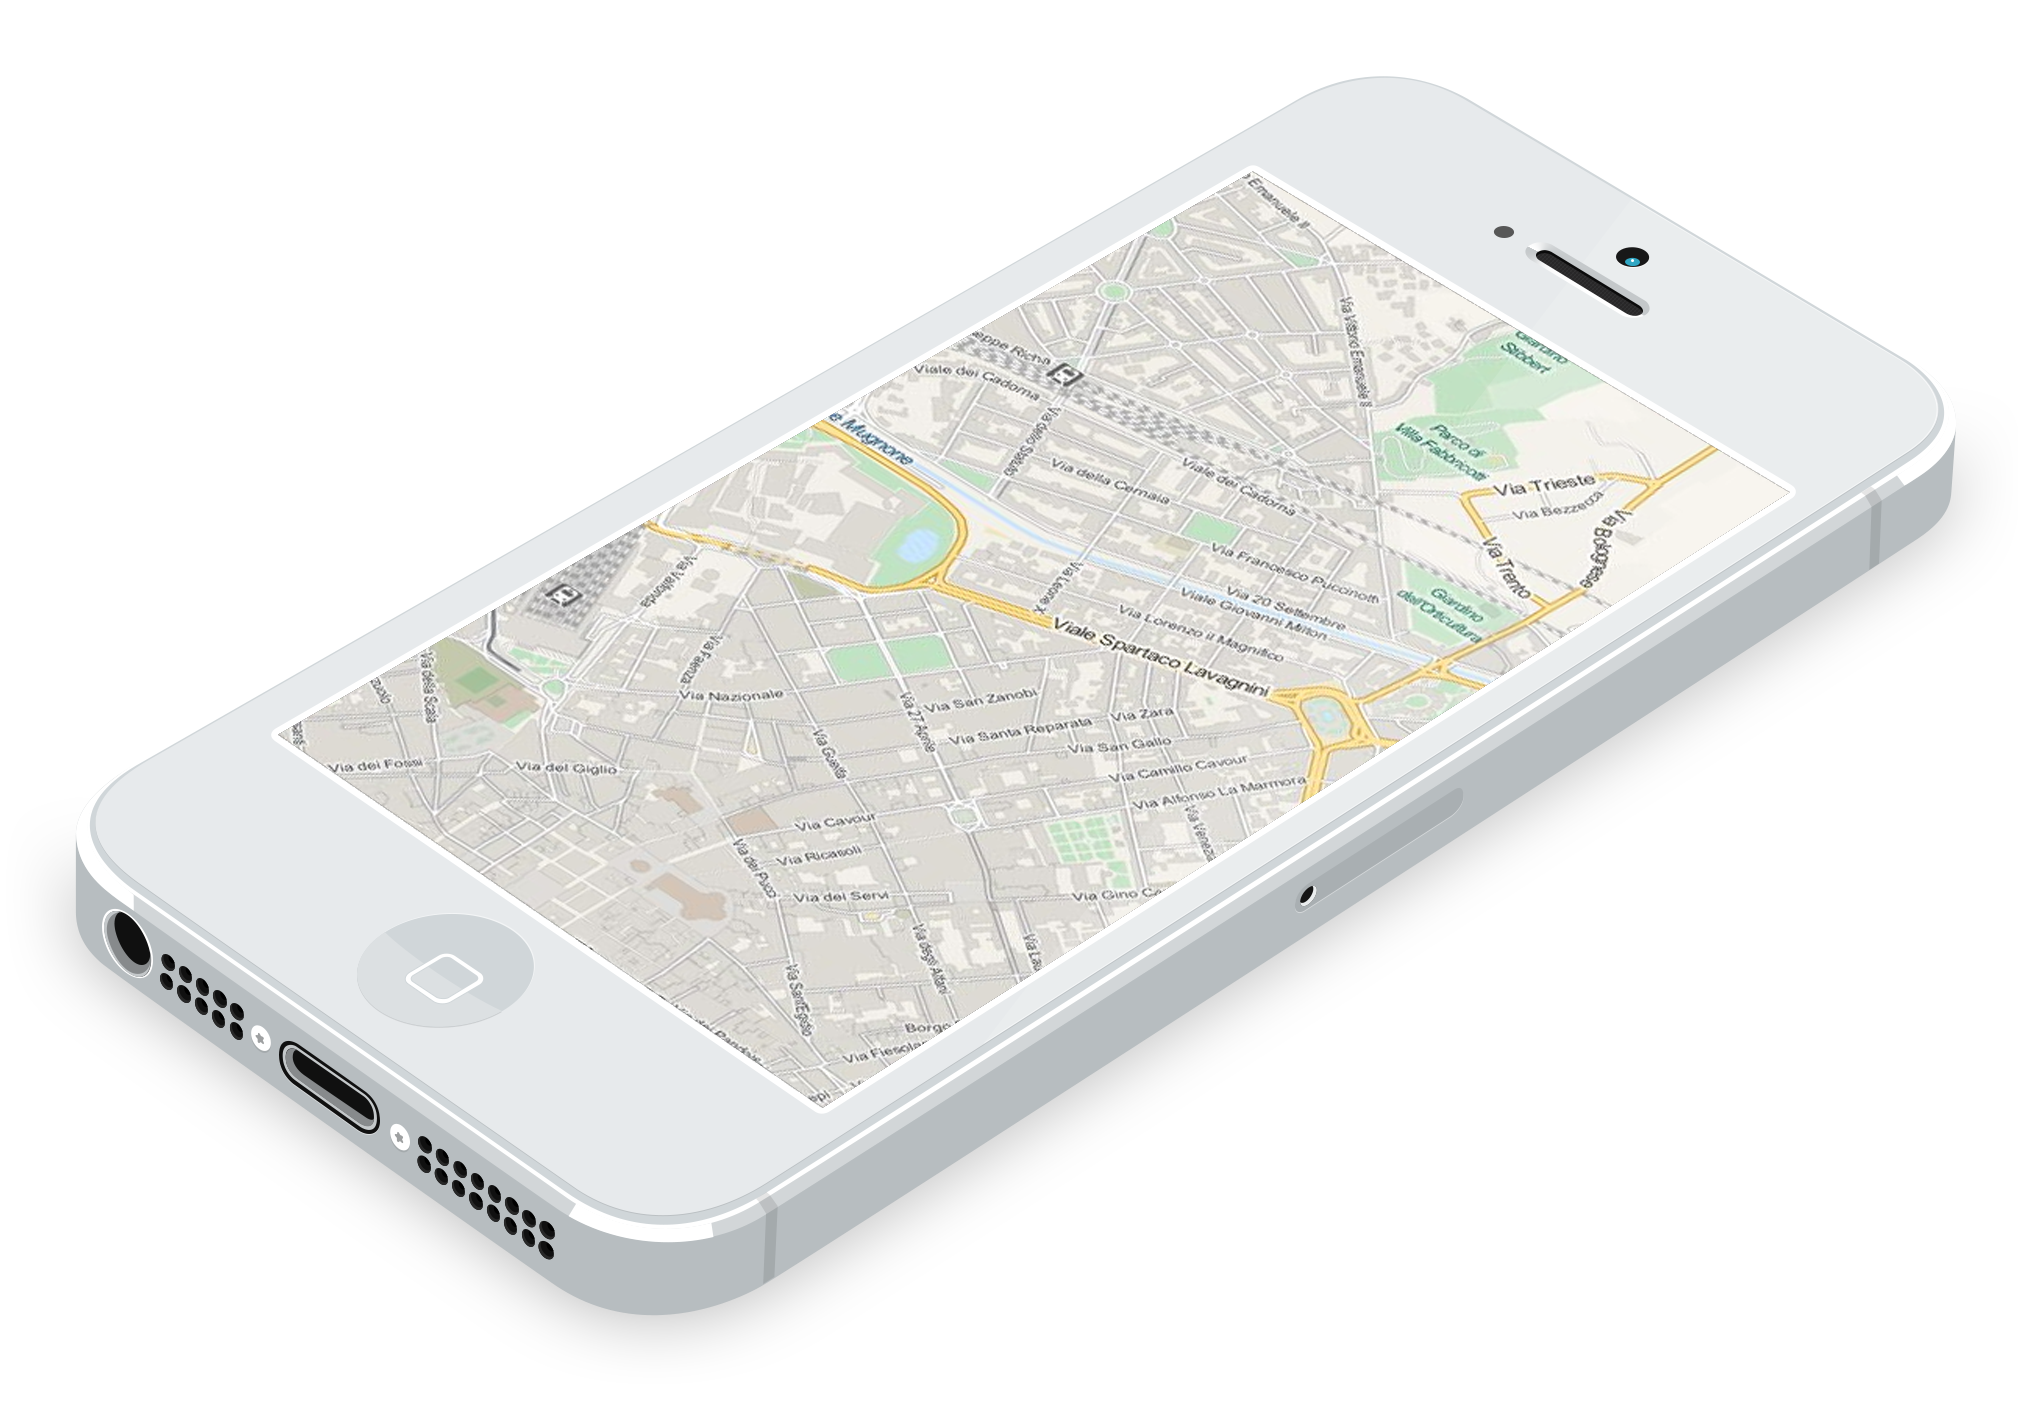 Emanuele II
Via Vittorio Emanuele II
Giardino
Stibbert
Richa
Viale dei Cadorna
e Mugnone
Via dello Statuto
Via della Cernaia
Viale dei Cadorna
Parco di
Villa Fabbricotti
Via Trieste
Via Bezzecca
Via Bolognese
Via Trento
Via Valfonda
Via Leone X
Via Francesco Puccinotti
Via 20 Settembre
Viale Giovanni Milton
Via Lorenzo il Magnifico
Giardino
dell'Orticultura
Viale Spartaco Lavagnini
Via della Scala
Via Faenza
Via Nazionale
Via 27 Aprile
Via San Zanobi
Via Santa Reparata
Via Zara
Via San Gallo
Via dei Fossi
Via del Giglio
Via Guelfa
Via Camillo Cavour
Via Alfonso La Marmora
Via Cavour
Via Ricasoli
Via dei Pucci
Via dei Servi
Via Venezia
Via Gino Ca
Via degli Alfani
Via Lau
Via Sant'Egidio
Borgo
Via Fiesolan